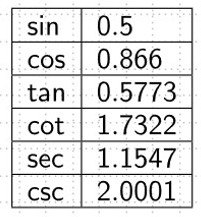 sin 0.5
cos 0.866
tan 0.5773
cot 1.7322
sec 1.1547
csc 2.0001